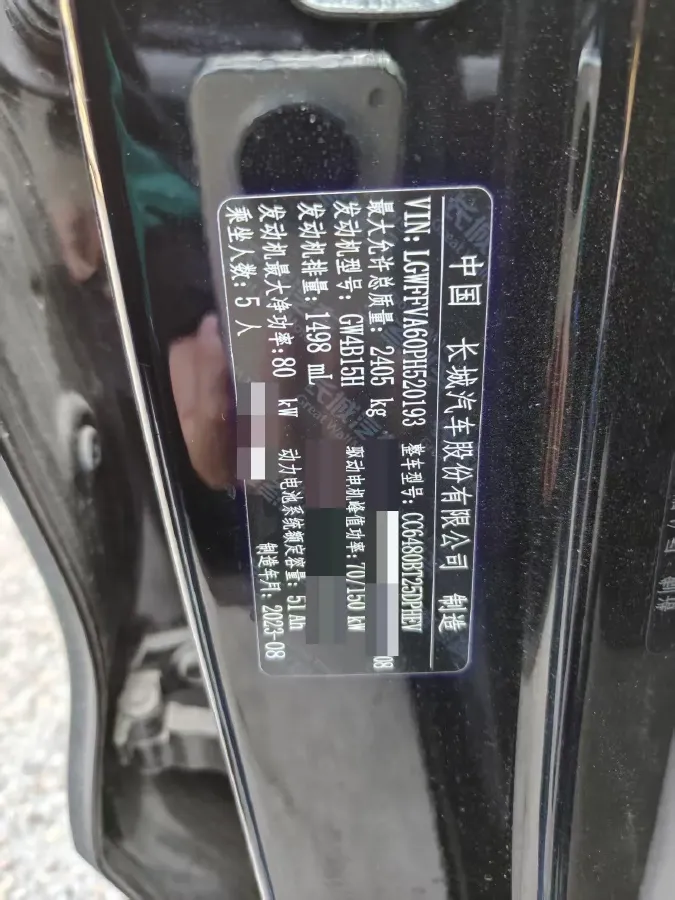 中国 长城汽车股份有限公司 制造
VIN: LGWFFVA60PH520193 整车型号: CC6480BT25DPHEV
最大允许总质量: 2405 kg
发动机型号: GW4B15H 驱动电机峰值功率:70/150 kW
发动机排量:1498 mL
发动机最大净功率:80 kW 动力电池系统额定容量: 51Ah
乘坐人数: 5 人 制造年月: 2023-08